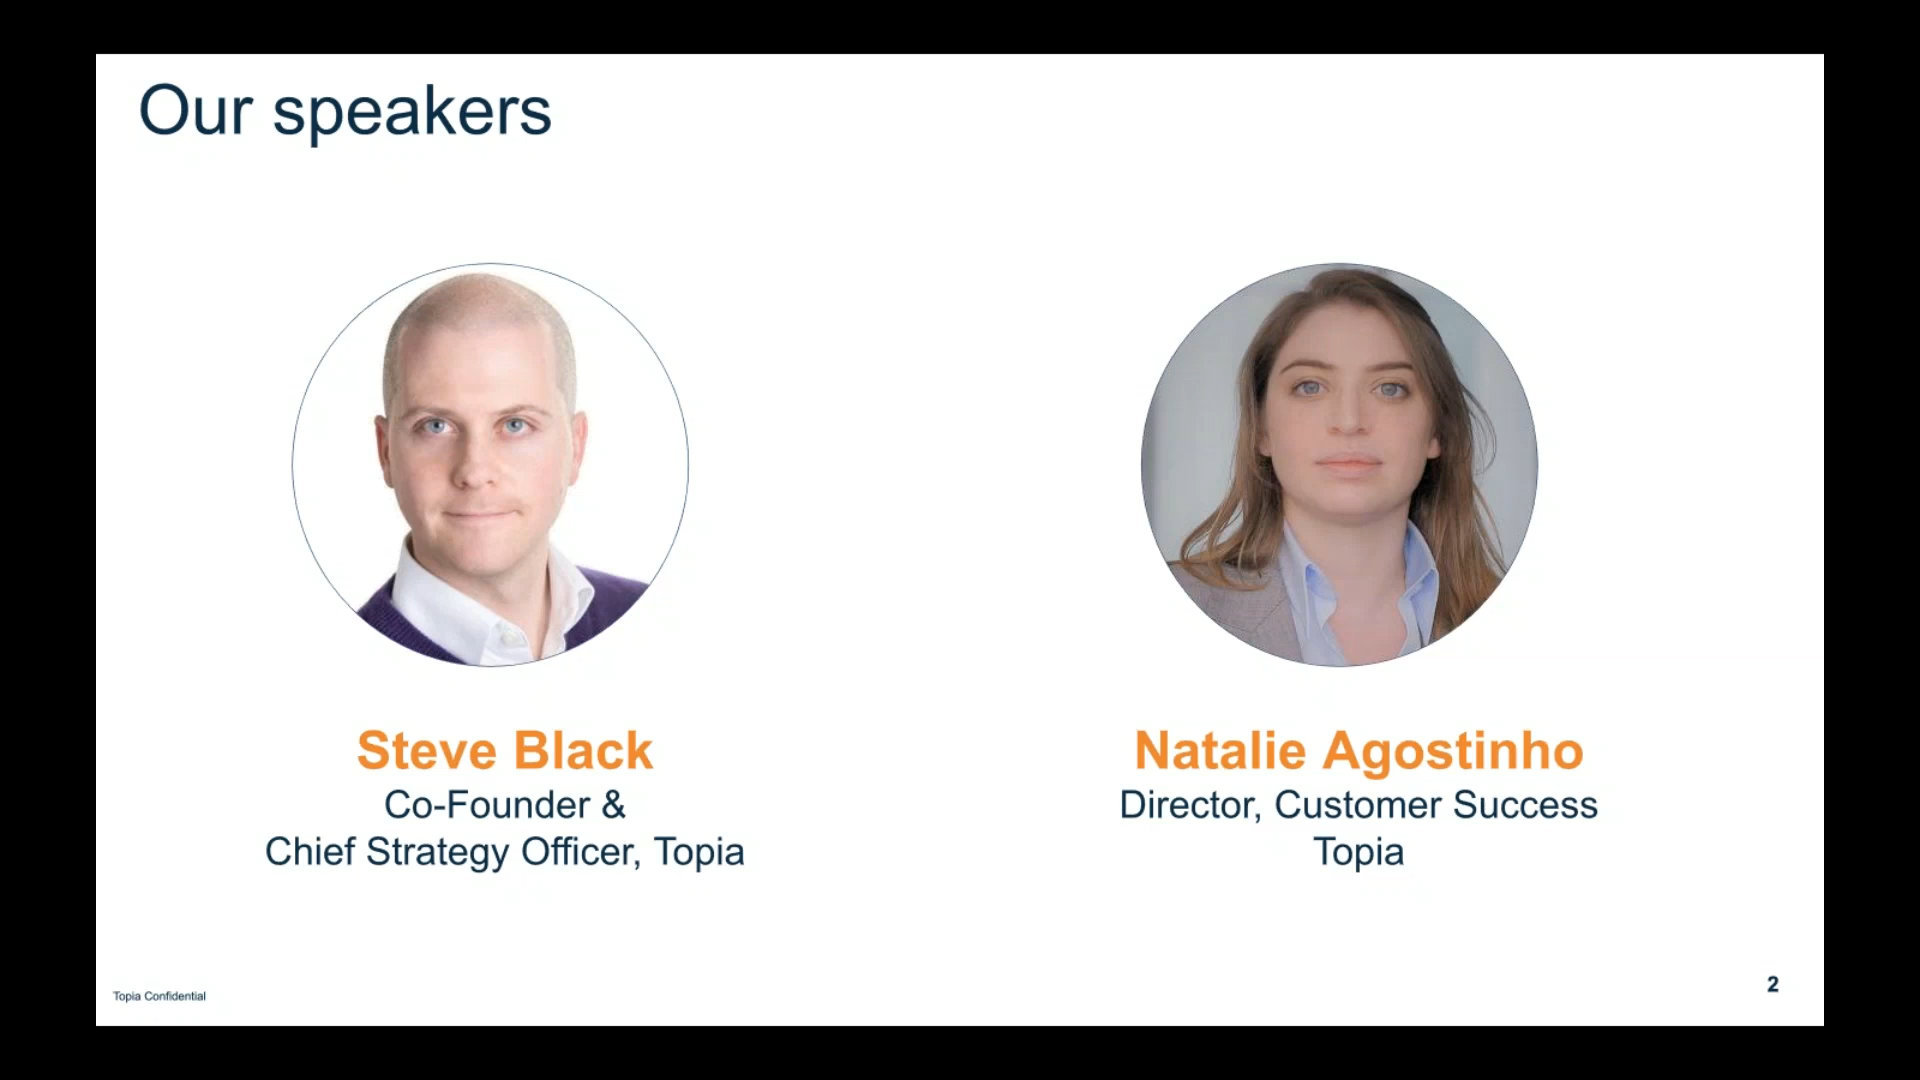 Our speakers
Steve Black
Co-Founder &
Chief Strategy Officer, Topia
Natalie Agostinho
Director, Customer Success
Topia
Topia Confidential
2